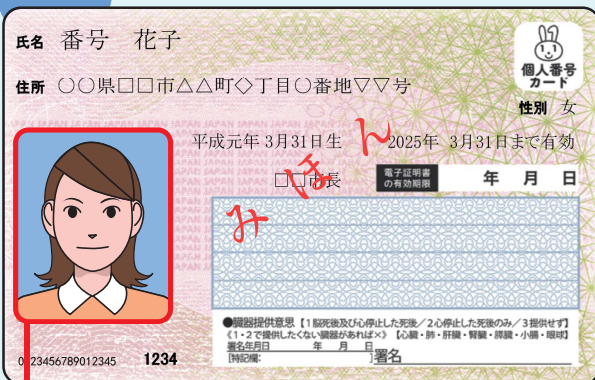 氏名 番号 花子
個人番号
カード
住所 〇〇県□□市△△町◇丁目〇番地▽▽号
性別 女
平成元年 3月31日生 2025年 3月31日まで有効
□□市長
電子証明書
の有効期限
年 月 日
みほん
●臓器提供意思【1脳死後及び心停止した死後/2心停止した死後のみ/3提供せず】
《1・2で提供したくない臓器があれば×》【心臓・肺・肝臓・腎臓・膵臓・小腸・眼球】
署名年月日 年 月 日
[特記欄: ]署名
0123456789012345 1234